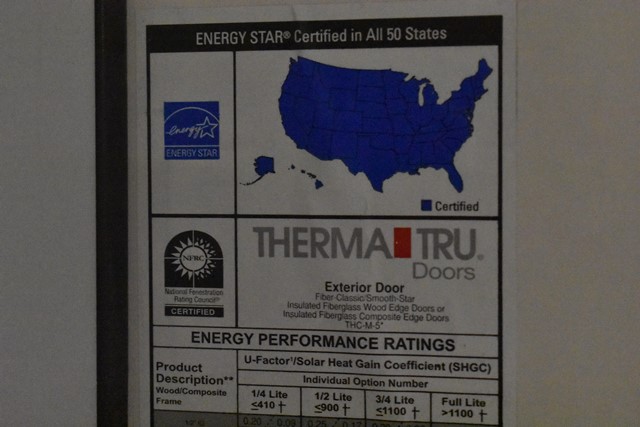 ENERGY STAR® Certified in All 50 States
energy
ENERGY STAR
Certified
NFRC
National Fenestration
Rating Council
CERTIFIED
THERMA TRU®
Doors
Exterior Door
Fiber-Classic/Smooth-Star
Insulated Fiberglass Wood Edge Doors or
Insulated Fiberglass Composite Edge Doors
THC-M-5*
ENERGY PERFORMANCE RATINGS
Product
Description**
Wood/Composite
Frame
U-Factor¹/Solar Heat Gain Coefficient (SHGC)
Individual Option Number
1/4 Lite
≤410 †
1/2 Lite
≤900 †
3/4 Lite
≤1100 †
Full Lite
>1100 †